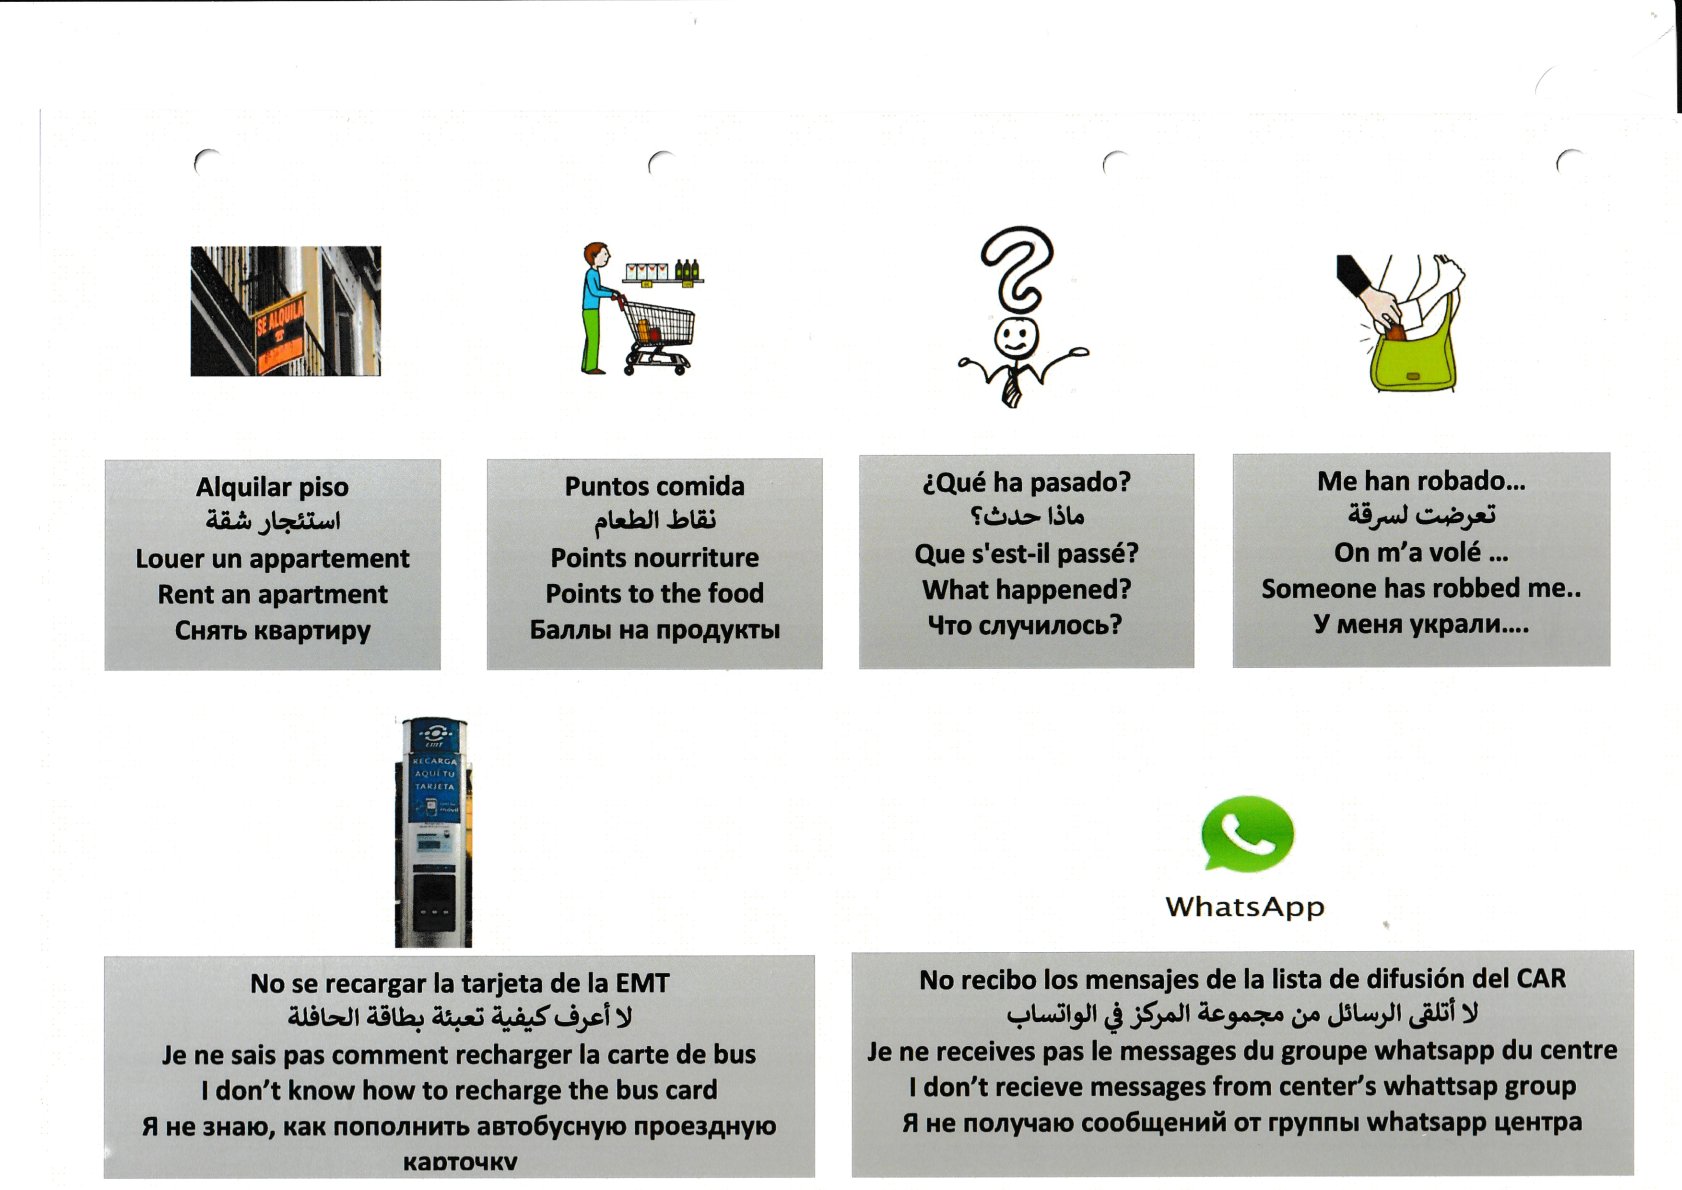 SE ALQUILA
Alquilar piso
استئجار شقة
Louer un appartement
Rent an apartment
Снять квартиру
Puntos comida
نقاط الطعام
Points nourriture
Points to the food
Баллы на продукты
¿Qué ha pasado?
ماذا حدث؟
Que s'est-il passé?
What happened?
Что случилось?
Me han robado...
تعرضت لسرقة
On m’a volé ...
Someone has robbed me..
У меня украли....
EMT
RECARGA
AQUÍ TU
TARJETA
No se recargar la tarjeta de la EMT
لا أعرف كيفية تعبئة بطاقة الحافلة
Je ne sais pas comment recharger la carte de bus
I don’t know how to recharge the bus card
Я не знаю, как пополнить автобусную проездную
карточку
WhatsApp
No recibo los mensajes de la lista de difusión del CAR
لا أتلقى الرسائل من مجموعة المركز في الواتساب
Je ne receives pas le messages du groupe whatsapp du centre
I don’t recieve messages from center’s whattsap group
Я не получаю сообщений от группы whatsapp центра